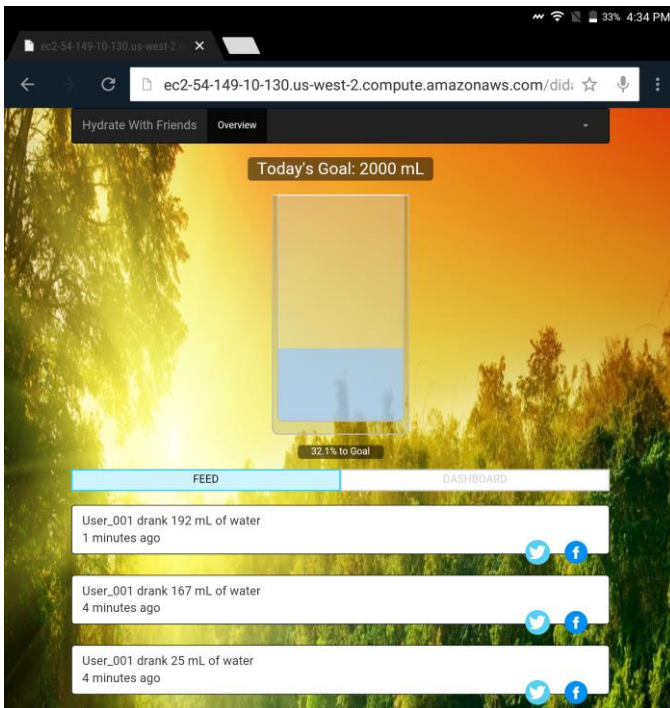 33% 4:34 PM
ec2-54-149-10-130.us-west-2.c
ec2-54-149-10-130.us-west-2.compute.amazonaws.com/dida
Hydrate With Friends Overview
Today's Goal: 2000 mL
32.1% to Goal
FEED DASHBOARD
User_001 drank 192 mL of water
1 minutes ago
User_001 drank 167 mL of water
4 minutes ago
User_001 drank 25 mL of water
4 minutes ago